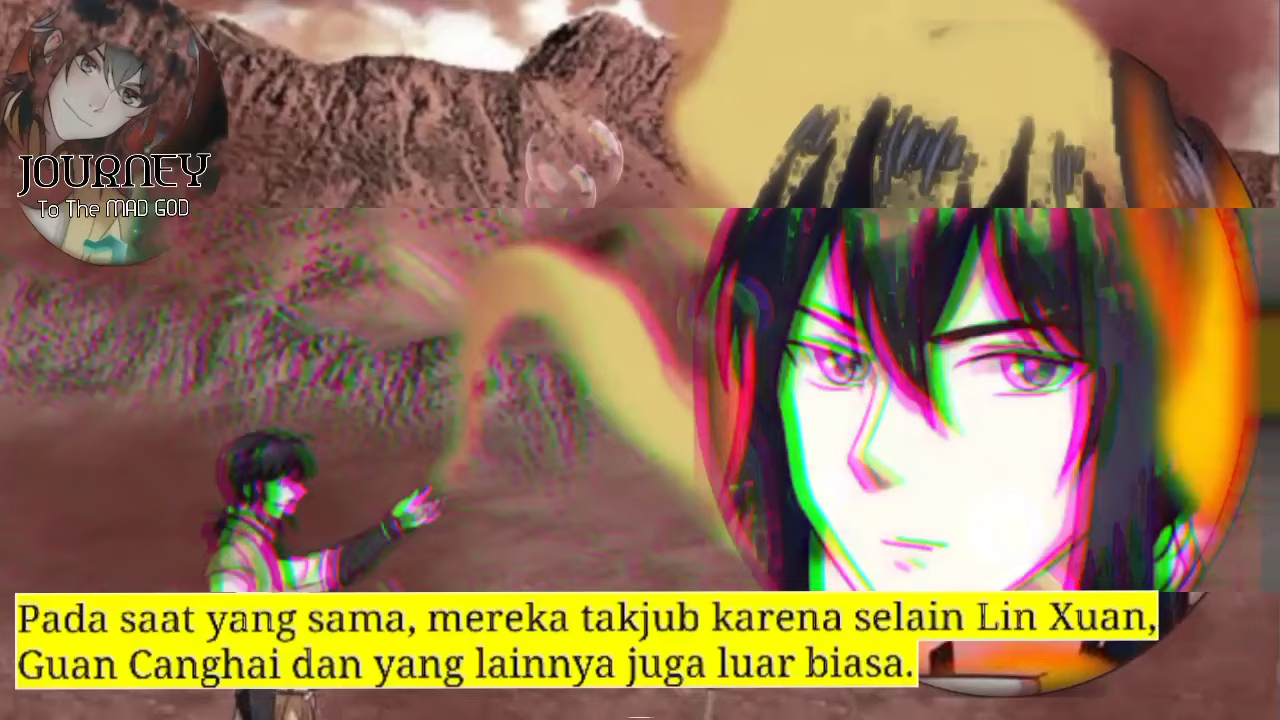 JOURNEY
To The MAD GOD
Pada saat yang sama, mereka takjub karena selain Lin Xuan,
Guan Canghai dan yang lainnya juga luar biasa.